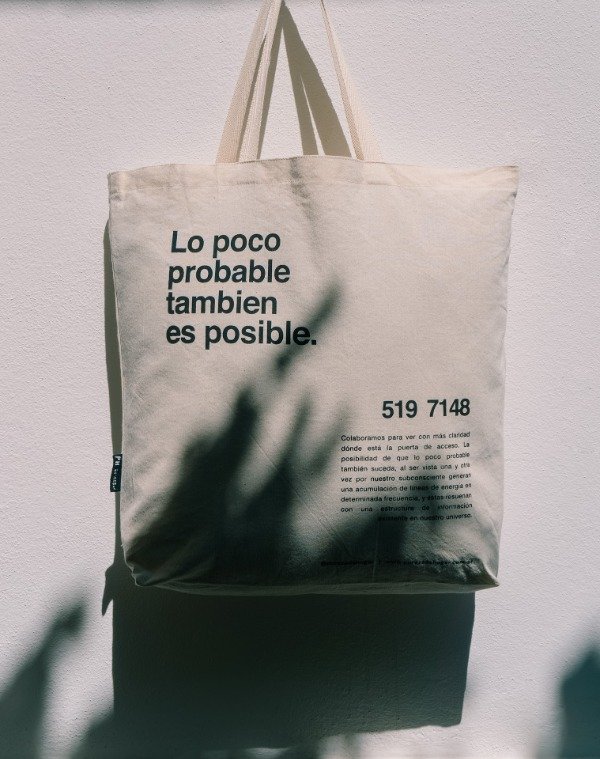 Lo poco
probable
tambien
es posible.
519 7148
Colaboramos para ver con más claridad
dónde está la puerta de acceso. La
posibilidad de que lo poco probable
también suceda, al ser vista una y otra
vez por nuestro subconsciente generan
una acumulación de líneas de energía en
determinada frecuencia, y éstas resuenan
con una estructura de información
existente en nuestro universo.